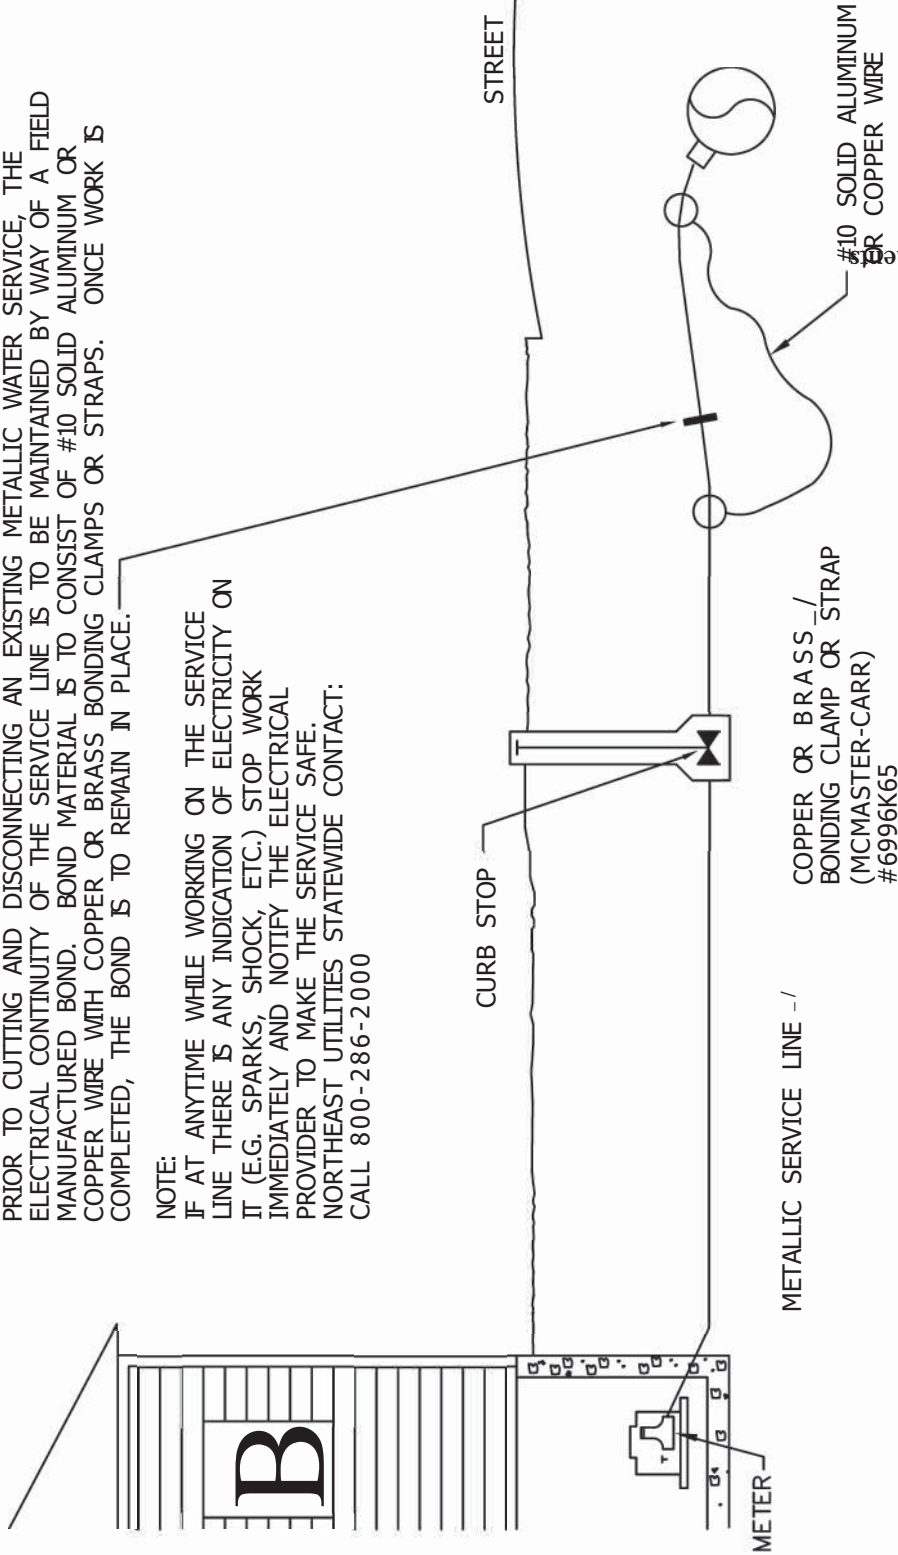 PRIOR TO CUTTING AND DISCONNECTING AN EXISTING METALLIC WATER SERVICE, THE
ELECTRICAL CONTINUITY OF THE SERVICE LINE IS TO BE MAINTAINED BY WAY OF A FIELD
MANUFACTURED BOND. BOND MATERIAL IS TO CONSIST OF #10 SOLID ALUMINUM OR
COPPER WIRE WITH COPPER OR BRASS BONDING CLAMPS OR STRAPS. ONCE WORK IS
COMPLETED, THE BOND IS TO REMAIN IN PLACE.
NOTE:
IF AT ANYTIME WHILE WORKING ON THE SERVICE
LINE THERE IS ANY INDICATION OF ELECTRICITY ON
IT (E.G. SPARKS, SHOCK, ETC.) STOP WORK
IMMEDIATELY AND NOTIFY THE ELECTRICAL
PROVIDER TO MAKE THE SERVICE SAFE.
NORTHEAST UTILITIES STATEWIDE CONTACT:
CALL 800-286-2000
STREET
CURB STOP
B
METER
METALLIC SERVICE LINE
COPPER OR BRASS
BONDING CLAMP OR STRAP
(MCMASTER-CARR)
#6996K65
#10 SOLID ALUMINUM
OR COPPER WIRE